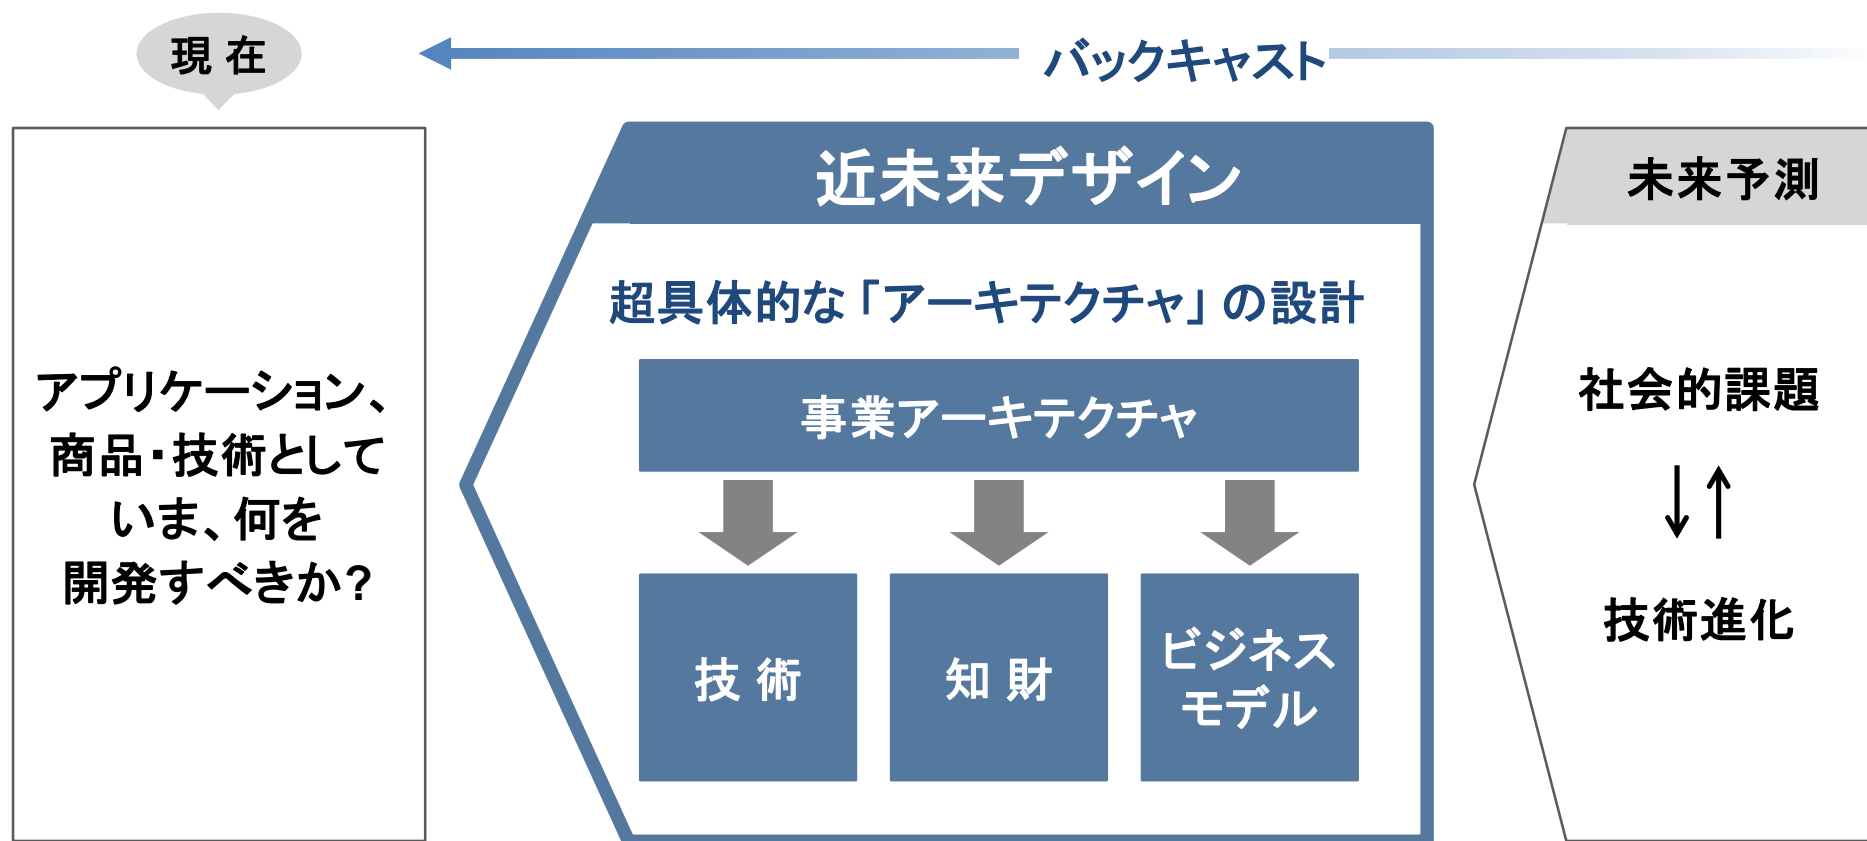 現在
バックキャスト
アプリケーション、
商品・技術として
いま、何を
開発すべきか?
近未来デザイン
超具体的な「アーキテクチャ」の設計
事業アーキテクチャ
技術
知財
ビジネス
モデル
未来予測
社会的課題
技術進化